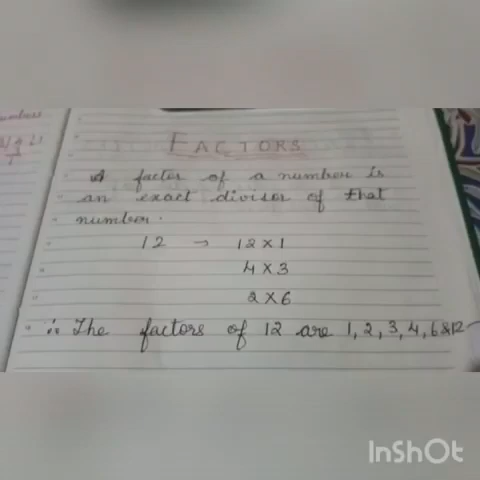 FACTORS
A factor of a number is
an exact divisor of that
number.
12 → 12 x 1
4 x 3
2 x 6
∴ The factors of 12 are 1, 2, 3, 4, 6 & 12
InShOt